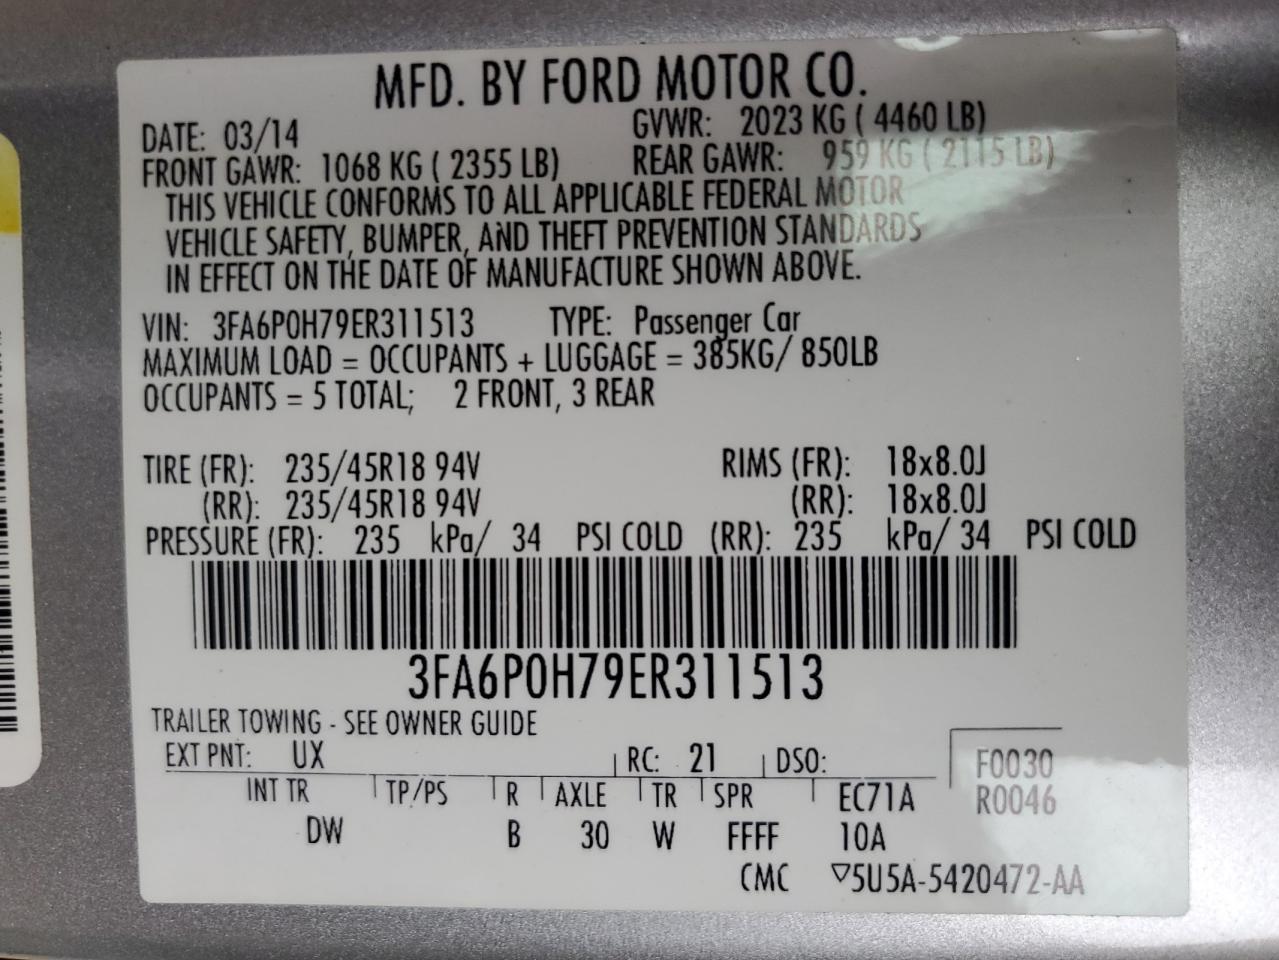 MFD. BY FORD MOTOR CO.
DATE: 03/14 GVWR: 2023 KG ( 4460 LB)
FRONT GAWR: 1068 KG ( 2355 LB) REAR GAWR: 959 KG ( 2115 LB)
THIS VEHICLE CONFORMS TO ALL APPLICABLE FEDERAL MOTOR
VEHICLE SAFETY, BUMPER, AND THEFT PREVENTION STANDARDS
IN EFFECT ON THE DATE OF MANUFACTURE SHOWN ABOVE.
VIN: 3FA6P0H79ER311513 TYPE: Passenger Car
MAXIMUM LOAD = OCCUPANTS + LUGGAGE = 385KG/ 850LB
OCCUPANTS = 5 TOTAL; 2 FRONT, 3 REAR
TIRE (FR): 235/45R18 94V RIMS (FR): 18x8.0J
(RR): 235/45R18 94V (RR): 18x8.0J
PRESSURE (FR): 235 kPa/ 34 PSI COLD (RR): 235 kPa/ 34 PSI COLD
3FA6P0H79ER311513
TRAILER TOWING - SEE OWNER GUIDE
EXT PNT: UX RC: 21 DSO: F0030
INT TR TP/PS R AXLE TR SPR EC71A R0046
DW B 30 W FFFF 10A
CMC ▽5U5A-5420472-AA